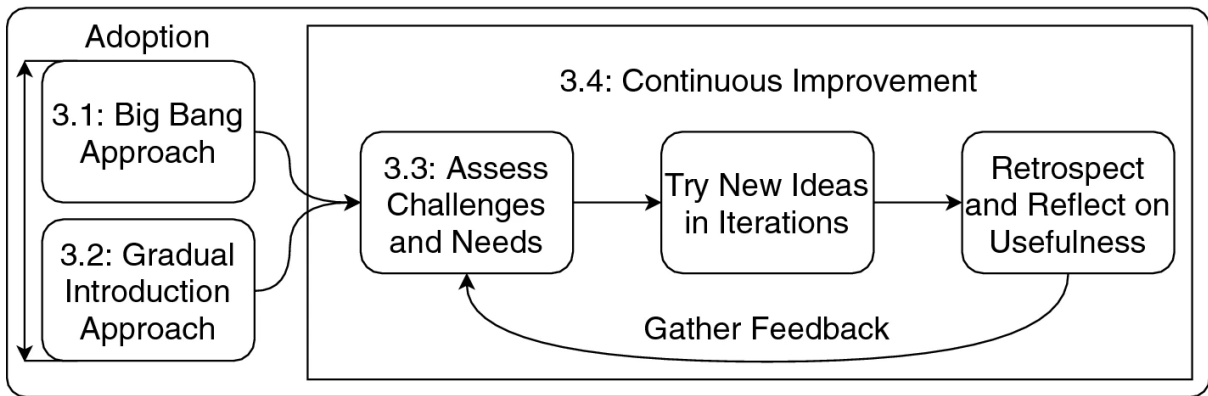 Adoption
3.1: Big Bang
Approach
3.2: Gradual
Introduction
Approach
3.4: Continuous Improvement
3.3: Assess
Challenges
and Needs
Try New Ideas
in Iterations
Retrospect
and Reflect on
Usefulness
Gather Feedback